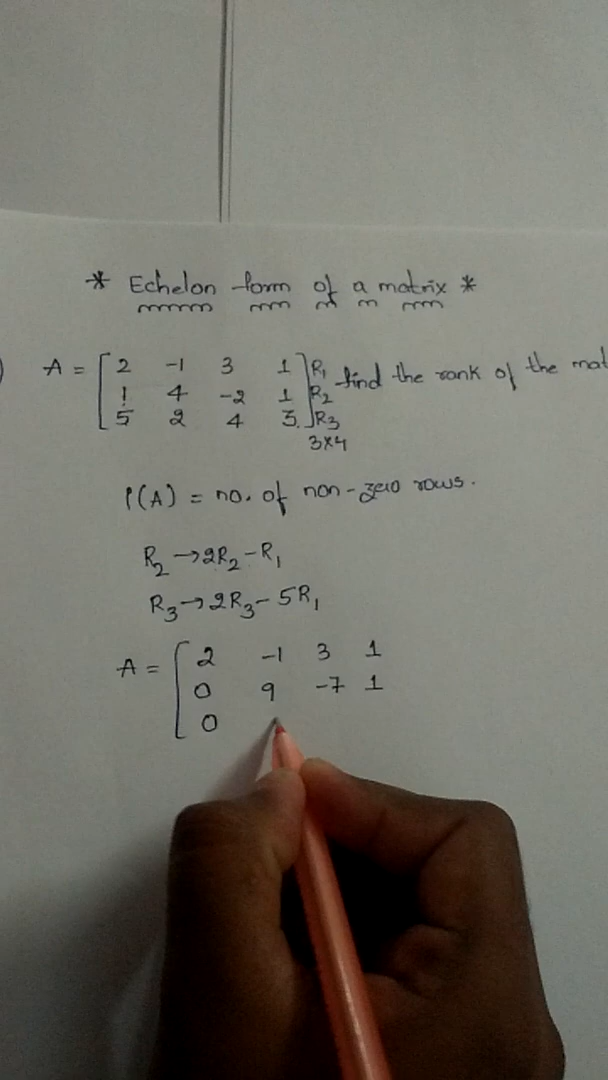 * Echelon form of a matrix *
) A = [ 2 -1 3 1 ] R1 find the rank of the mat
1 4 -2 1 R2
5 2 4 3. R3
3x4
ρ(A) = no. of non-zero rows.
R2 → 2R2 - R1
R3 → 2R3 - 5R1
A = [ 2 -1 3 1
0 9 -7 1
0